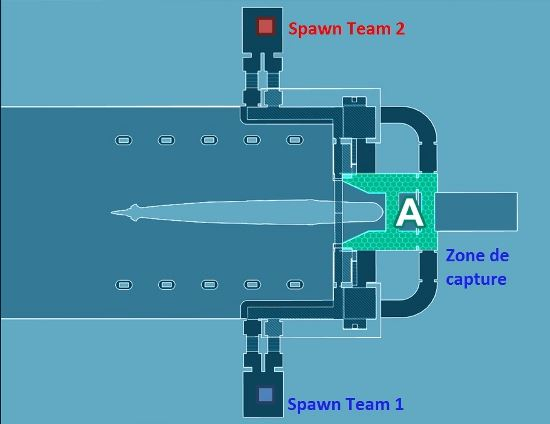 Spawn Team 2
A
Zone de
capture
Spawn Team 1